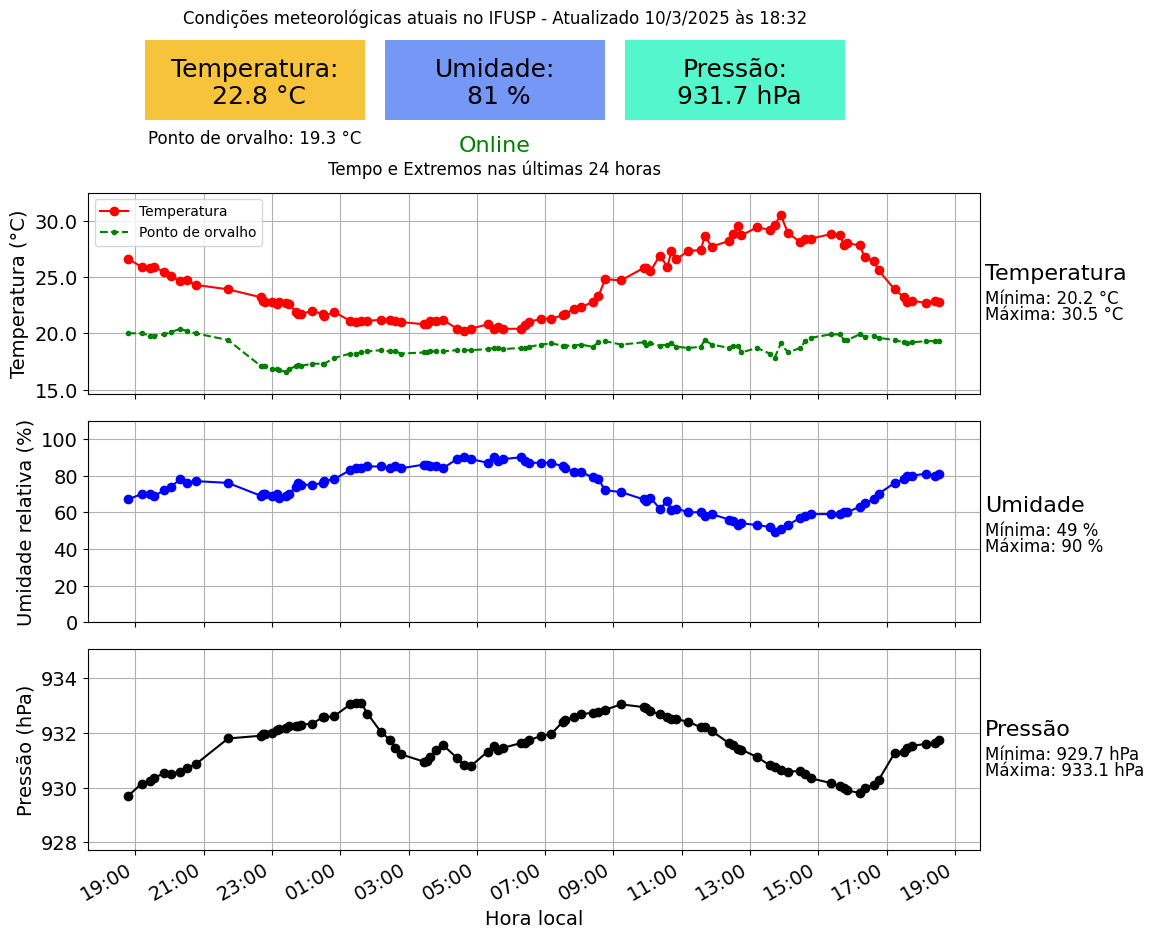 Condições meteorológicas atuais no IFUSP - Atualizado 10/3/2025 às 18:32
Temperatura:
22.8 °C
Umidade:
81 %
Pressão:
931.7 hPa
Ponto de orvalho: 19.3 °C
Online
Tempo e Extremos nas últimas 24 horas
Temperatura (°C)
30.0
25.0
20.0
15.0
Temperatura
Ponto de orvalho
Temperatura
Mínima: 20.2 °C
Máxima: 30.5 °C
Umidade relativa (%)
100
80
60
40
20
0
Umidade
Mínima: 49 %
Máxima: 90 %
Pressão (hPa)
934
932
930
928
Pressão
Mínima: 929.7 hPa
Máxima: 933.1 hPa
19:00 21:00 23:00 01:00 03:00 05:00 07:00 09:00 11:00 13:00 15:00 17:00 19:00
Hora local